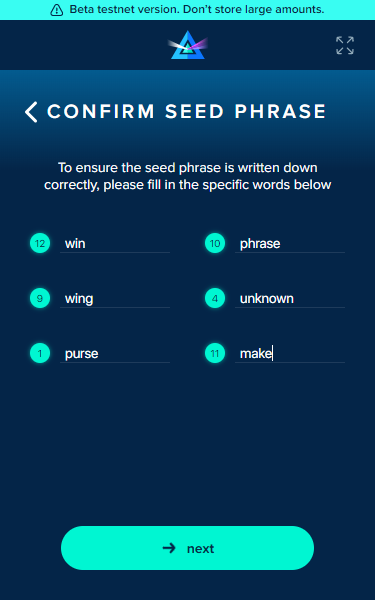 Beta testnet version. Don't store large amounts.
CONFIRM SEED PHRASE
To ensure the seed phrase is written down
correctly, please fill in the specific words below
12 win 10 phrase
9 wing 4 unknown
1 purse 11 make
next